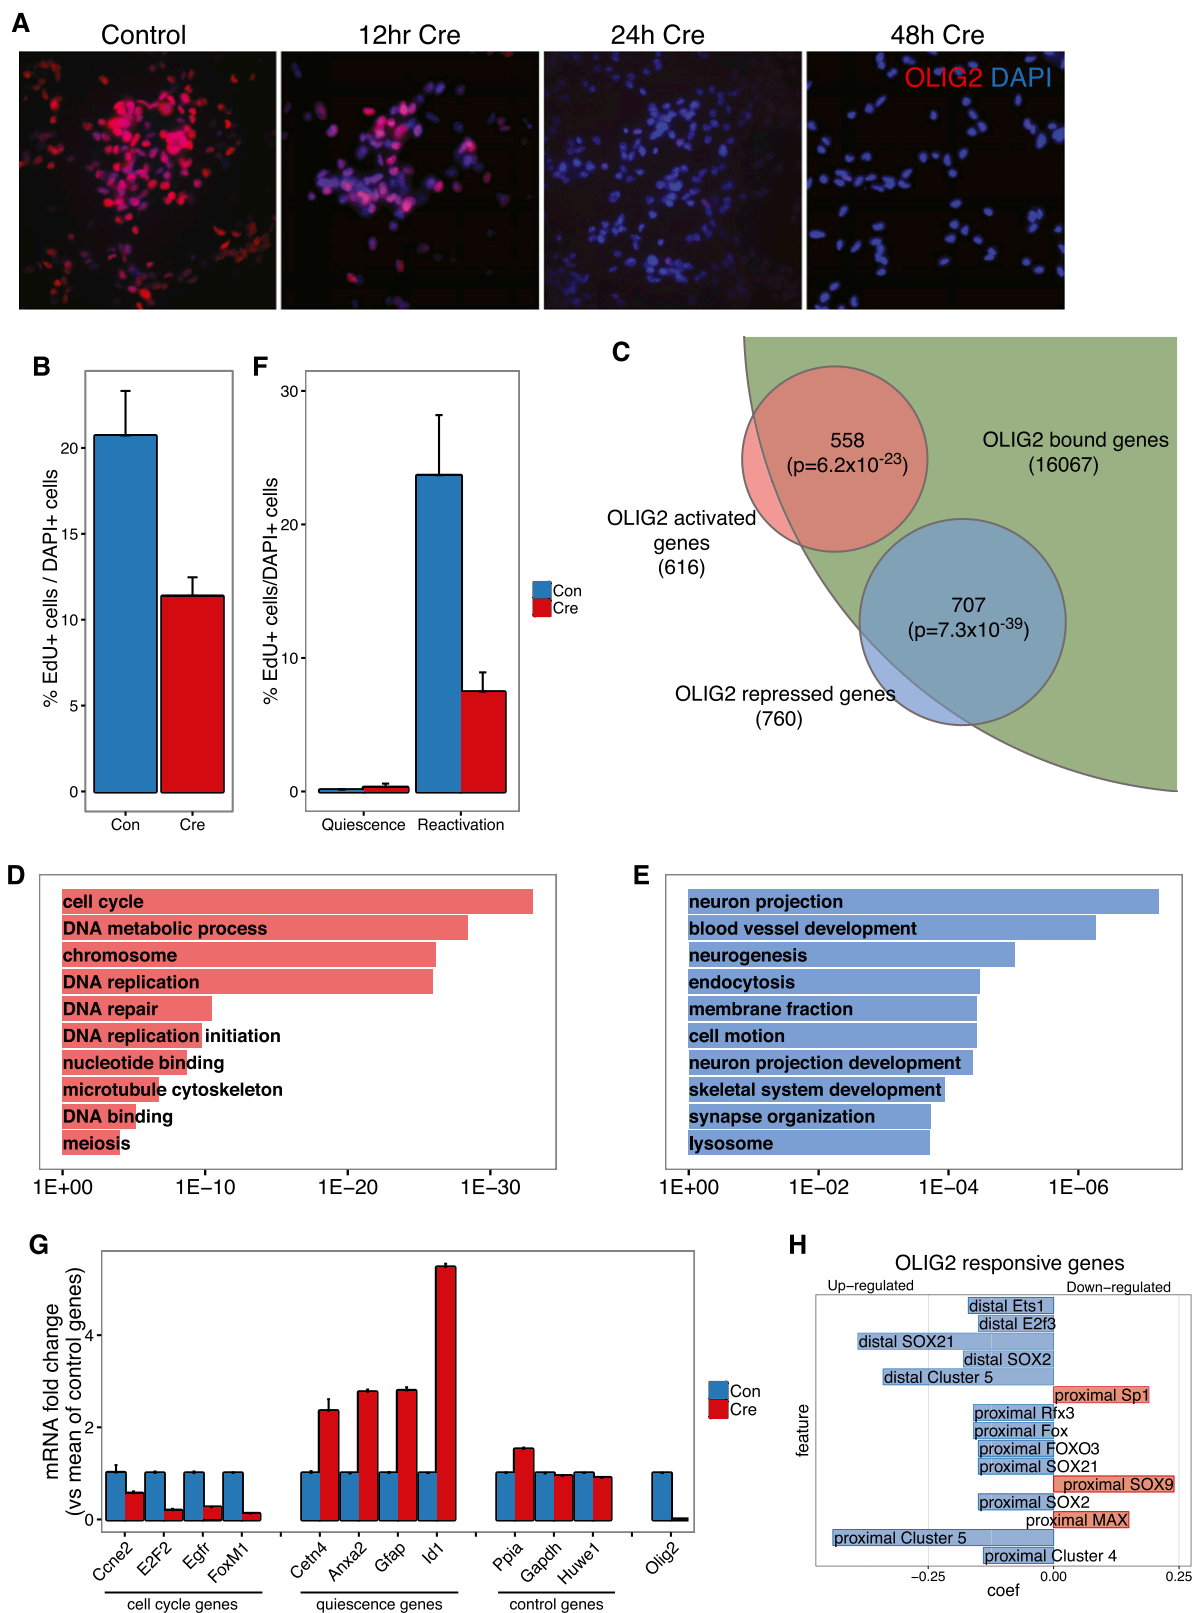 A
Control
12hr Cre
24h Cre
48h Cre
OLIG2 DAPI
B
% EdU+ cells / DAPI+ cells
20
15
10
5
0
Con
Cre
F
% EdU+ cells/DAPI+ cells
30
20
10
0
Quiescence
Reactivation
Con
Cre
C
558
(p=6.2x10-23)
OLIG2 bound genes
(16067)
OLIG2 activated
genes
(616)
707
(p=7.3x10-39)
OLIG2 repressed genes
(760)
D
cell cycle
DNA metabolic process
chromosome
DNA replication
DNA repair
DNA replication initiation
nucleotide binding
microtubule cytoskeleton
DNA binding
meiosis
1E+00
1E−10
1E−20
1E−30
E
neuron projection
blood vessel development
neurogenesis
endocytosis
membrane fraction
cell motion
neuron projection development
skeletal system development
synapse organization
lysosome
1E+00
1E−02
1E−04
1E−06
G
mRNA fold change
(vs mean of control genes)
4
2
0
Ccne2
E2F2
Egfr
FoxM1
Cetn4
Anxa2
Gfap
Id1
Ppia
Gapdh
Huwe1
Olig2
cell cycle genes
quiescence genes
control genes
Con
Cre
H
OLIG2 responsive genes
Up−regulated
Down−regulated
feature
distal Ets1
distal E2f3
distal SOX21
distal SOX2
distal Cluster 5
proximal Sp1
proximal Rfx3
proximal Fox
proximal FOXO3
proximal SOX21
proximal SOX9
proximal SOX2
proximal MAX
proximal Cluster 5
proximal Cluster 4
−0.25
0.00
0.25
coef